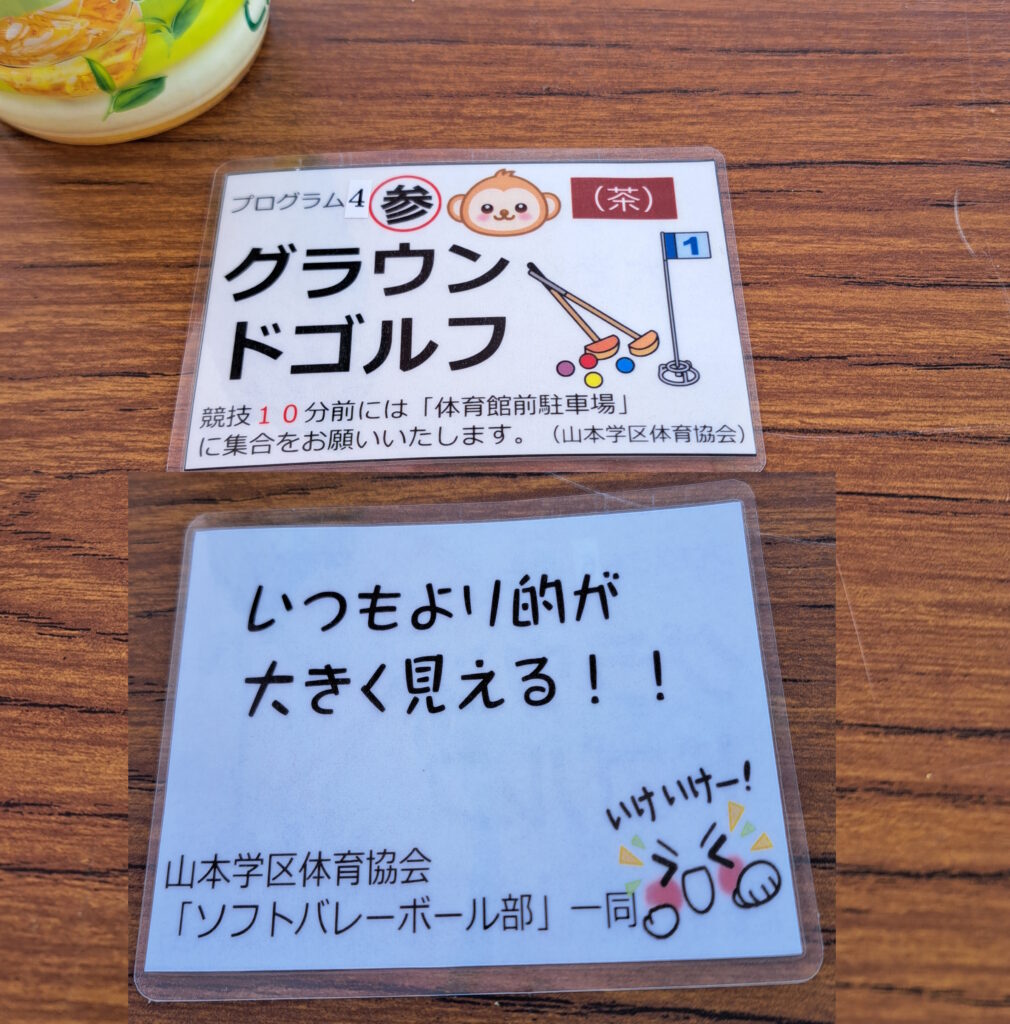 プログラム4 参 （茶）
1
グラウン
ドゴルフ
競技１０分前には「体育館前駐車場」
に集合をお願いいたします。（山本学区体育協会）
いつもより的が
大きく見える！！
いけいけー！
山本学区体育協会
「ソフトバレーボール部」一同